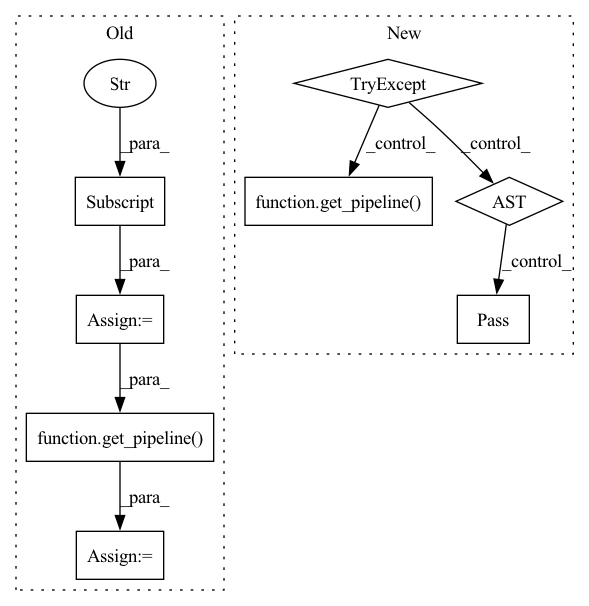 Old
New
Str
TryExcept
_para_
_control_
_control_
Subscript
function.get_pipeline()
AST
_para_
_control_
Assign:=
Pass
_para_
function.get_pipeline()
_para_
Assign:=